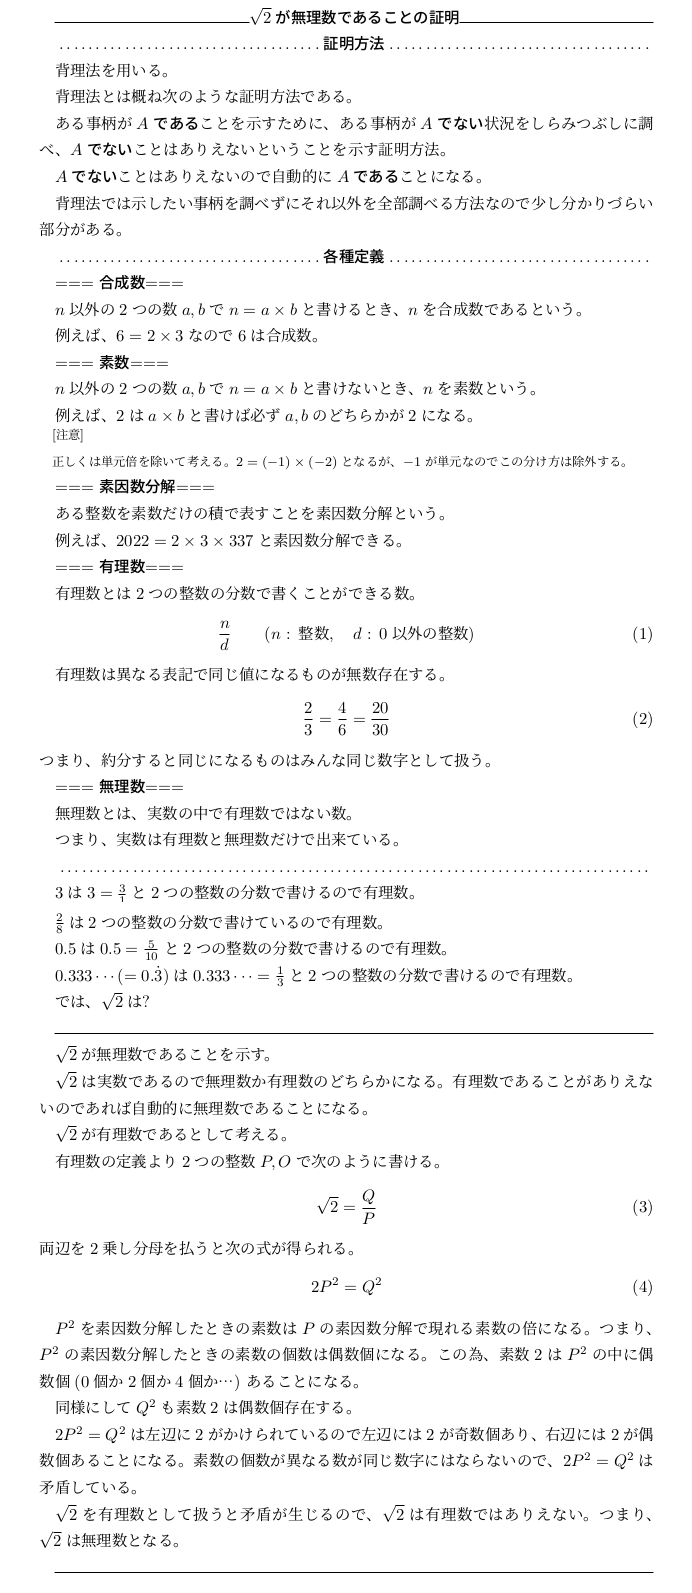 √2 が無理数であることの証明
证明方法
背理法を用いる。
背理法とは概ね次のような証明方法である。
ある事柄が A であることを示すために、ある事柄が A でない状況をしらみつぶしに調
べ、A でないことはありえないということを示す証明方法。
A でないことはありえないので自動的に A であることになる。
背理法では示したい事柄を調べずにそれ以外を全部調べる方法なので少し分かりづらい
部分がある。
各種定義
=== 合成数===
n 以外の 2 つの数 a, b で n = a × b と書けるとき、n を合成数であるという。
例えば、6 = 2 × 3 なので 6 は合成数。
=== 素数===
n 以外の 2 つの数 a, b で n = a × b と書けないとき、n を素数という。
例えば、2 は a × b と書けば必ず a, b のどちらかが 2 になる。
[注意]
正しくは単元倍を除いて考える。2 = (−1) × (−2) となるが、−1 が単元なのでこの分け方は除外する。
=== 素因数分解===
ある整数を素数だけの積で表すことを素因数分解という。
例えば、2022 = 2 × 3 × 337 と素因数分解できる。
=== 有理数===
有理数とは 2 つの整数の分数で書くことができる数。
n/d (n : 整数, d : 0 以外の整数) (1)
有理数は異なる表記で同じ値になるものが無数存在する。
2/3 = 4/6 = 20/30 (2)
つまり、約分すると同じになるものはみんな同じ数字として扱う。
=== 無理数===
無理数とは、実数の中で有理数ではない数。
つまり、実数は有理数と無理数だけで出来ている。
3 は 3 = 3/1 と 2 つの整数の分数で書けるので有理数。
2/8 は 2 つの整数の分数で書けているので有理数。
0.5 は 0.5 = 5/10 と 2 つの整数の分数で書けるので有理数。
0.333⋯(= 0.3̇) は 0.333⋯ = 1/3 と 2 つの整数の分数で書けるので有理数。
では、√2 は?
√2 が無理数であることを示す。
√2 は実数であるので無理数か有理数のどちらかになる。有理数であることがありえな
いのであれば自動的に無理数であることになる。
√2 が有理数であるとして考える。
有理数の定義より 2 つの整数 P, O で次のように書ける。
√2 = Q/P (3)
両辺を 2 乗し分母を払うと次の式が得られる。
2P² = Q² (4)
P² を素因数分解したときの素数は P の素因数分解で現れる素数の倍になる。つまり、
P² の素因数分解したときの素数の個数は偶数個になる。この為、素数 2 は P² の中に偶
数個 (0 個か 2 個か 4 個か⋯) あることになる。
同様にして Q² も素数 2 は偶数個存在する。
2P² = Q² は左辺に 2 がかけられているので左辺には 2 が奇数個あり、右辺には 2 が偶
数個あることになる。素数の個数が異なる数が同じ数字にはならないので、2P² = Q² は
矛盾している。
√2 を有理数として扱うと矛盾が生じるので、√2 は有理数ではありえない。つまり、
√2 は無理数となる。